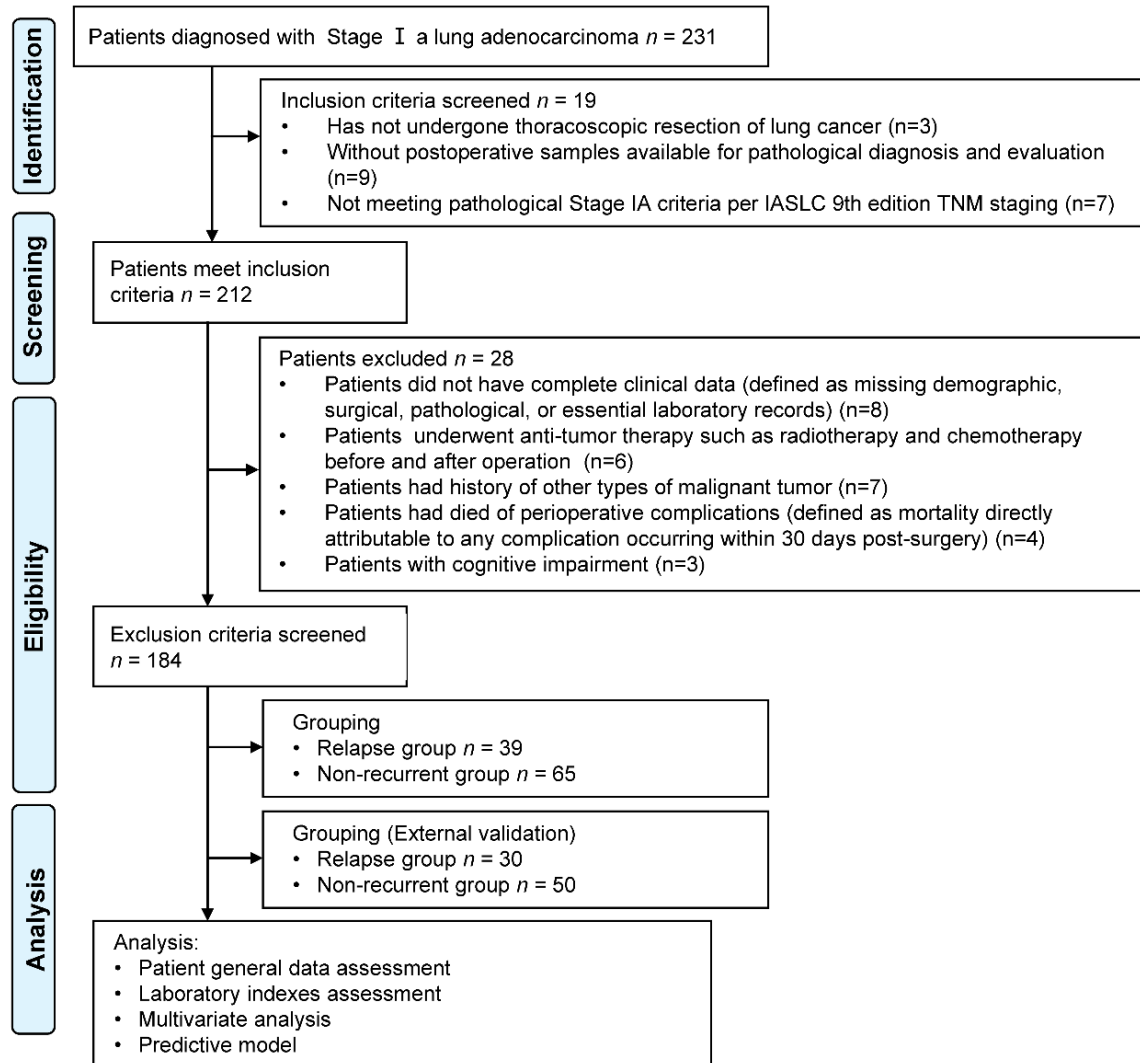 Identification
Patients diagnosed with Stage Ⅰ a lung adenocarcinoma n = 231
Inclusion criteria screened n = 19
• Has not undergone thoracoscopic resection of lung cancer (n=3)
• Without postoperative samples available for pathological diagnosis and evaluation
(n=9)
• Not meeting pathological Stage IA criteria per IASLC 9th edition TNM staging (n=7)
Screening
Patients meet inclusion
criteria n = 212
Patients excluded n = 28
• Patients did not have complete clinical data (defined as missing demographic,
surgical, pathological, or essential laboratory records) (n=8)
• Patients underwent anti-tumor therapy such as radiotherapy and chemotherapy
before and after operation (n=6)
• Patients had history of other types of malignant tumor (n=7)
• Patients had died of perioperative complications (defined as mortality directly
attributable to any complication occurring within 30 days post-surgery) (n=4)
• Patients with cognitive impairment (n=3)
Eligibility
Exclusion criteria screened
n = 184
Grouping
• Relapse group n = 39
• Non-recurrent group n = 65
Grouping (External validation)
• Relapse group n = 30
• Non-recurrent group n = 50
Analysis
Analysis:
• Patient general data assessment
• Laboratory indexes assessment
• Multivariate analysis
• Predictive model